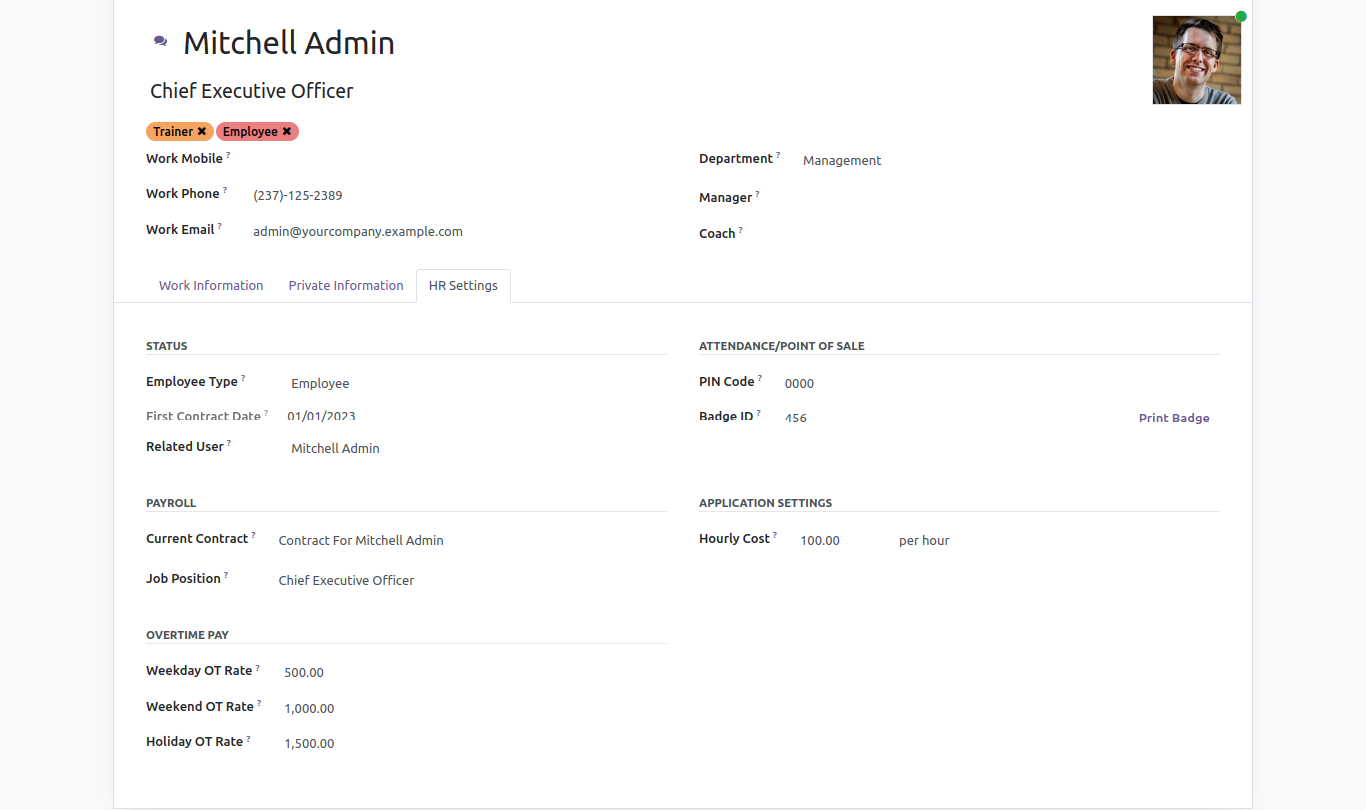 Mitchell Admin
Chief Executive Officer
Trainer ✖ Employee ✖
Work Mobile ?
Work Phone ? (237)-125-2389
Work Email ? admin@yourcompany.example.com
Department ? Management
Manager ?
Coach ?
Work Information Private Information HR Settings
STATUS
Employee Type ? Employee
First Contract Date ? 01/01/2023
Related User ? Mitchell Admin
ATTENDANCE/POINT OF SALE
PIN Code ? 0000
Badge ID ? 456 Print Badge
PAYROLL
Current Contract ? Contract For Mitchell Admin
Job Position ? Chief Executive Officer
APPLICATION SETTINGS
Hourly Cost ? 100.00 per hour
OVERTIME PAY
Weekday OT Rate ? 500.00
Weekend OT Rate ? 1,000.00
Holiday OT Rate ? 1,500.00